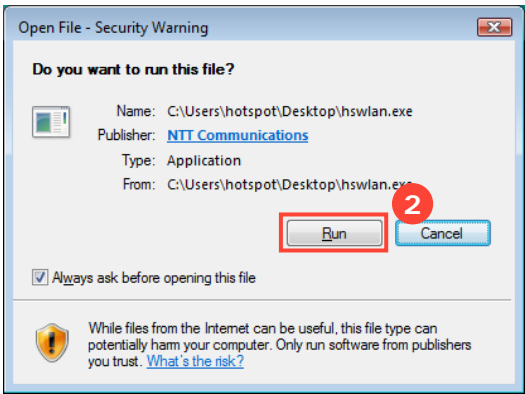 Open File - Security Warning
Do you want to run this file?
Name: C:\Users\hotspot\Desktop\hswlan.exe
Publisher: NTT Communications
Type: Application
From: C:\Users\hotspot\Desktop\hswlan.exe
2
Run Cancel
Always ask before opening this file
While files from the Internet can be useful, this file type can
potentially harm your computer. Only run software from publishers
you trust. What's the risk?